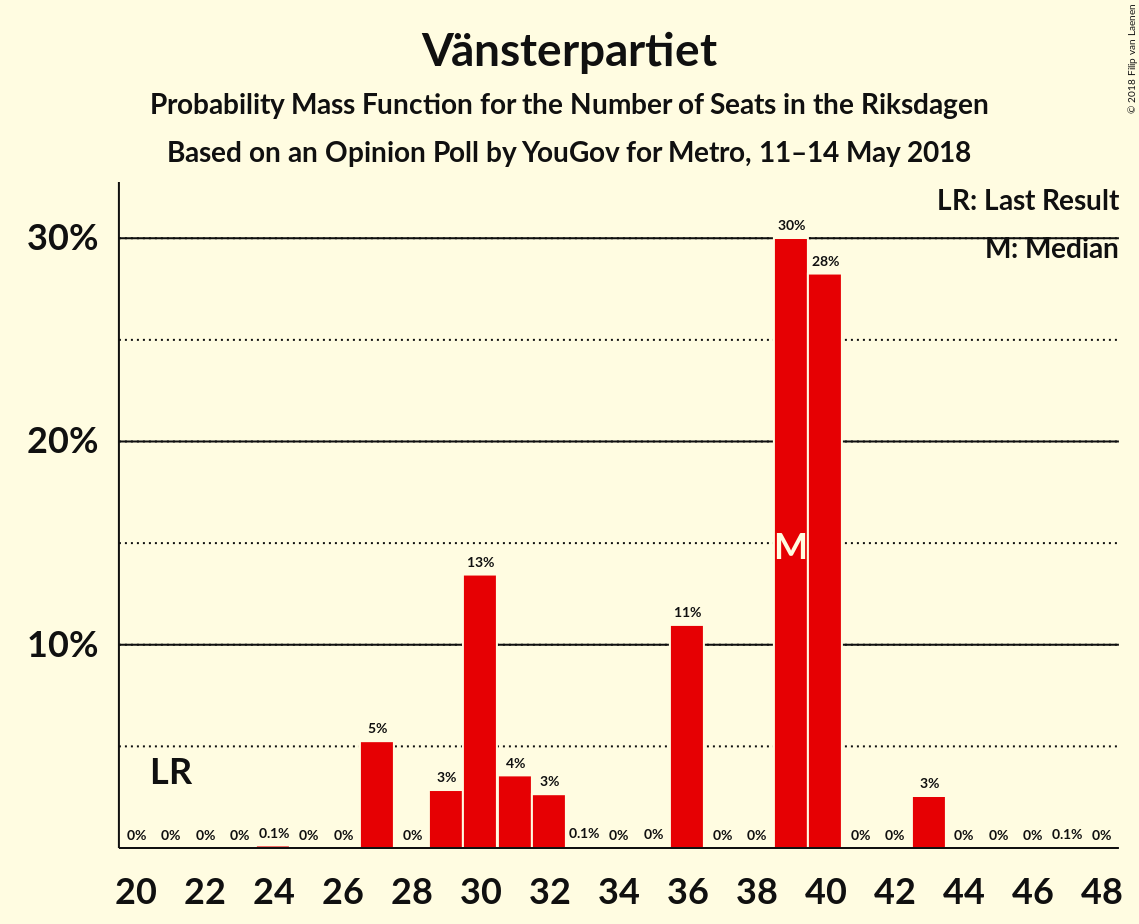 Vänsterpartiet
Probability Mass Function for the Number of Seats in the Riksdagen
Based on an Opinion Poll by YouGov for Metro, 11–14 May 2018
© 2018 Filip van Laenen
LR: Last Result
M: Median
30%
20%
10%
30%
28%
M
13%
11%
5%
LR
3%
4%
3%
3%
0% 0% 0% 0% 0.1% 0% 0% 0% 0.1% 0% 0% 0% 0% 0% 0% 0% 0% 0% 0.1% 0%
20 22 24 26 28 30 32 34 36 38 40 42 44 46 48